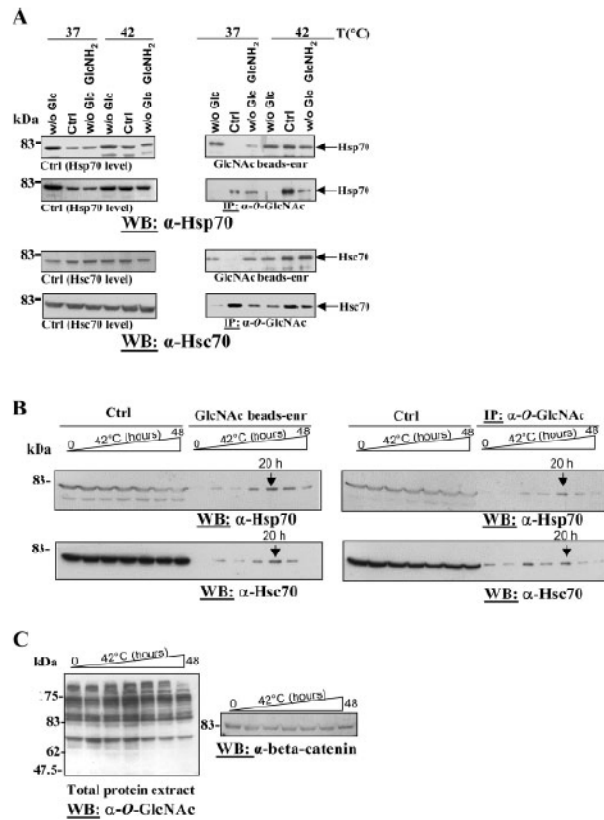 A
37 42 37 42 T(°C)
w/o Glc
Ctrl
w/o Glc GlcNH2
w/o Glc
Ctrl
w/o Glc GlcNH2
w/o Glc
Ctrl
w/o Glc GlcNH2
w/o Glc
Ctrl
w/o Glc GlcNH2
kDa
83
Hsp70
Ctrl (Hsp70 level)
GlcNAc beads-enr
83
Hsp70
Ctrl (Hsp70 level)
IP: α-O-GlcNAc
WB: α-Hsp70
83
Hsc70
Ctrl (Hsc70 level)
GlcNAc beads-enr
83
Hsc70
Ctrl (Hsc70 level)
IP: α-O-GlcNAc
WB: α-Hsc70
B
Ctrl GlcNAc beads-enr Ctrl IP: α-O-GlcNAc
kDa
0 42°C (hours) 48
0 42°C (hours) 48
0 42°C (hours) 48
0 42°C (hours) 48
20 h
20 h
83-
83-
WB: α-Hsp70
WB: α-Hsp70
20 h
20 h
83-
83-
WB: α-Hsc70
WB: α-Hsc70
C
kDa
0 42°C (hours) 48
175-
83-
62-
47.5-
Total protein extract
WB: α-O-GlcNAc
0 42°C (hours) 48
83-
WB: α-beta-catenin